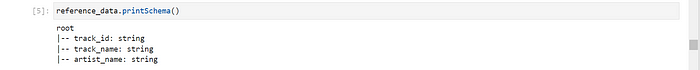 [5]: reference_data.printSchema()
root
|-- track_id: string
|-- track_name: string
|-- artist_name: string